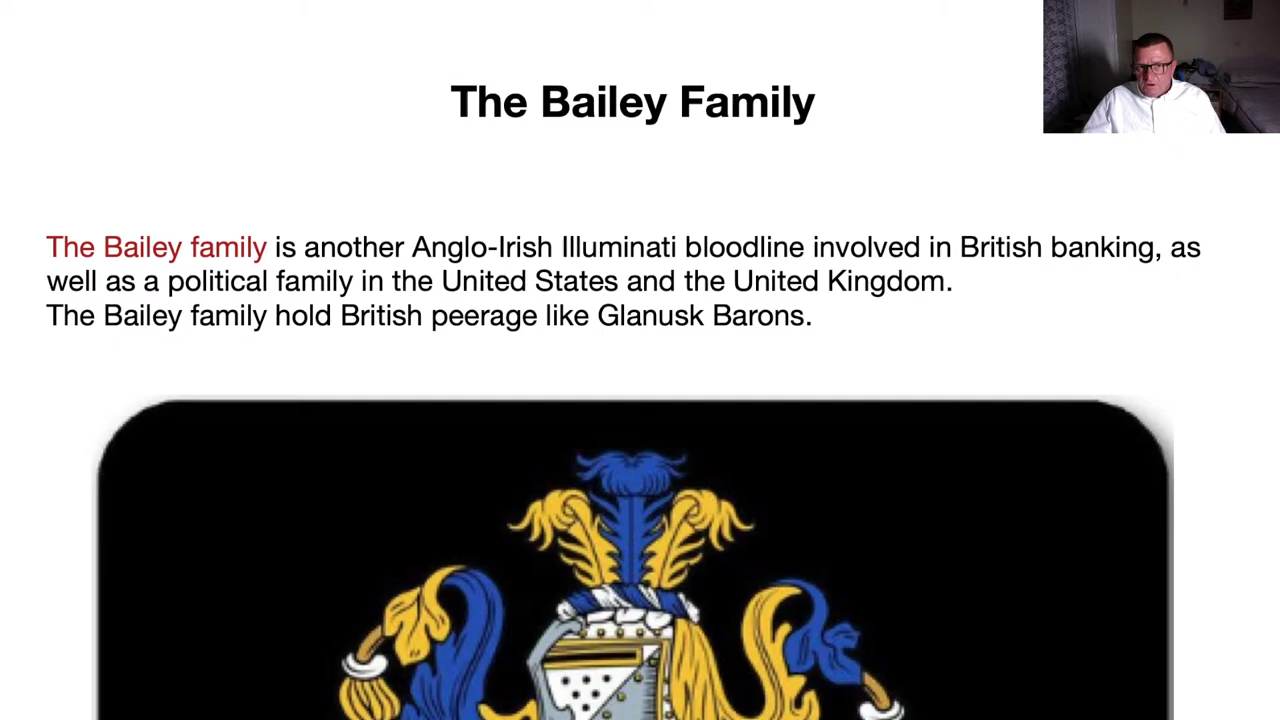 The Bailey Family
The Bailey family is another Anglo-Irish Illuminati bloodline involved in British banking, as
well as a political family in the United States and the United Kingdom.
The Bailey family hold British peerage like Glanusk Barons.